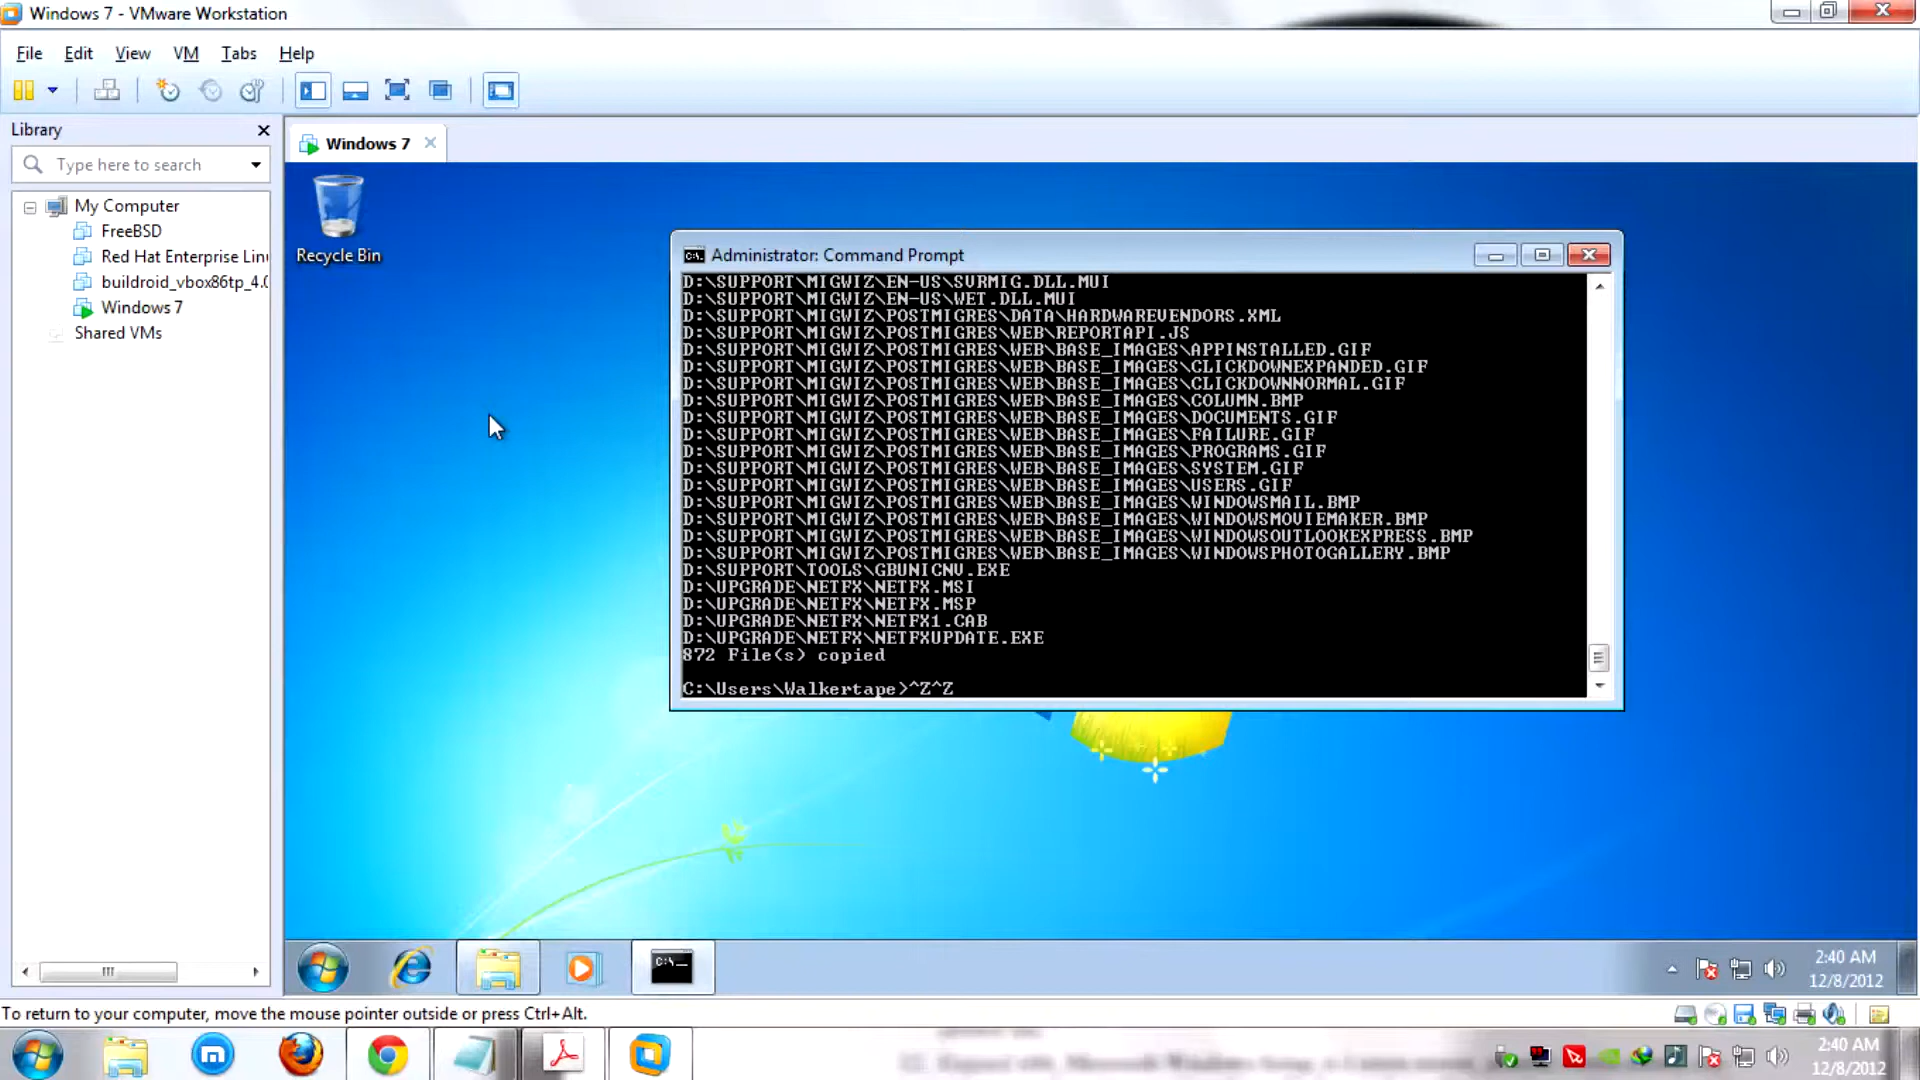 Windows 7 - VMware Workstation
File Edit View VM Tabs Help
Library
Windows 7
Type here to search
My Computer
FreeBSD
Red Hat Enterprise Linu
buildroid_vbox86tp_4.0
Windows 7
Shared VMs
Recycle Bin
Administrator: Command Prompt
D:\SUPPORT\MIGWIZ\EN-US\SVRMIG.DLL.MUI
D:\SUPPORT\MIGWIZ\EN-US\WET.DLL.MUI
D:\SUPPORT\MIGWIZ\POSTMIGRES\DATA\HARDWAREVENDORS.XML
D:\SUPPORT\MIGWIZ\POSTMIGRES\WEB\REPORTAPI.JS
D:\SUPPORT\MIGWIZ\POSTMIGRES\WEB\BASE_IMAGES\APPINSTALLED.GIF
D:\SUPPORT\MIGWIZ\POSTMIGRES\WEB\BASE_IMAGES\CLICKDOWNEXPANDED.GIF
D:\SUPPORT\MIGWIZ\POSTMIGRES\WEB\BASE_IMAGES\CLICKDOWNNORMAL.GIF
D:\SUPPORT\MIGWIZ\POSTMIGRES\WEB\BASE_IMAGES\COLUMN.BMP
D:\SUPPORT\MIGWIZ\POSTMIGRES\WEB\BASE_IMAGES\DOCUMENTS.GIF
D:\SUPPORT\MIGWIZ\POSTMIGRES\WEB\BASE_IMAGES\FAILURE.GIF
D:\SUPPORT\MIGWIZ\POSTMIGRES\WEB\BASE_IMAGES\PROGRAMS.GIF
D:\SUPPORT\MIGWIZ\POSTMIGRES\WEB\BASE_IMAGES\SYSTEM.GIF
D:\SUPPORT\MIGWIZ\POSTMIGRES\WEB\BASE_IMAGES\USERS.GIF
D:\SUPPORT\MIGWIZ\POSTMIGRES\WEB\BASE_IMAGES\WINDOWSMAIL.BMP
D:\SUPPORT\MIGWIZ\POSTMIGRES\WEB\BASE_IMAGES\WINDOWSMOVIEMAKER.BMP
D:\SUPPORT\MIGWIZ\POSTMIGRES\WEB\BASE_IMAGES\WINDOWSOUTLOOKEXPRESS.BMP
D:\SUPPORT\MIGWIZ\POSTMIGRES\WEB\BASE_IMAGES\WINDOWSPHOTOGALLERY.BMP
D:\SUPPORT\TOOLS\GBUNICNV.EXE
D:\UPGRADE\NETFX\NETFX.MSI
D:\UPGRADE\NETFX\NETFX.MSP
D:\UPGRADE\NETFX\NETFX1.CAB
D:\UPGRADE\NETFX\NETFXUPDATE.EXE
872 File(s) copied
C:\Users\Walkertape>^Z^Z
2:40 AM
12/8/2012
To return to your computer, move the mouse pointer outside or press Ctrl+Alt.
2:40 AM
12/8/2012